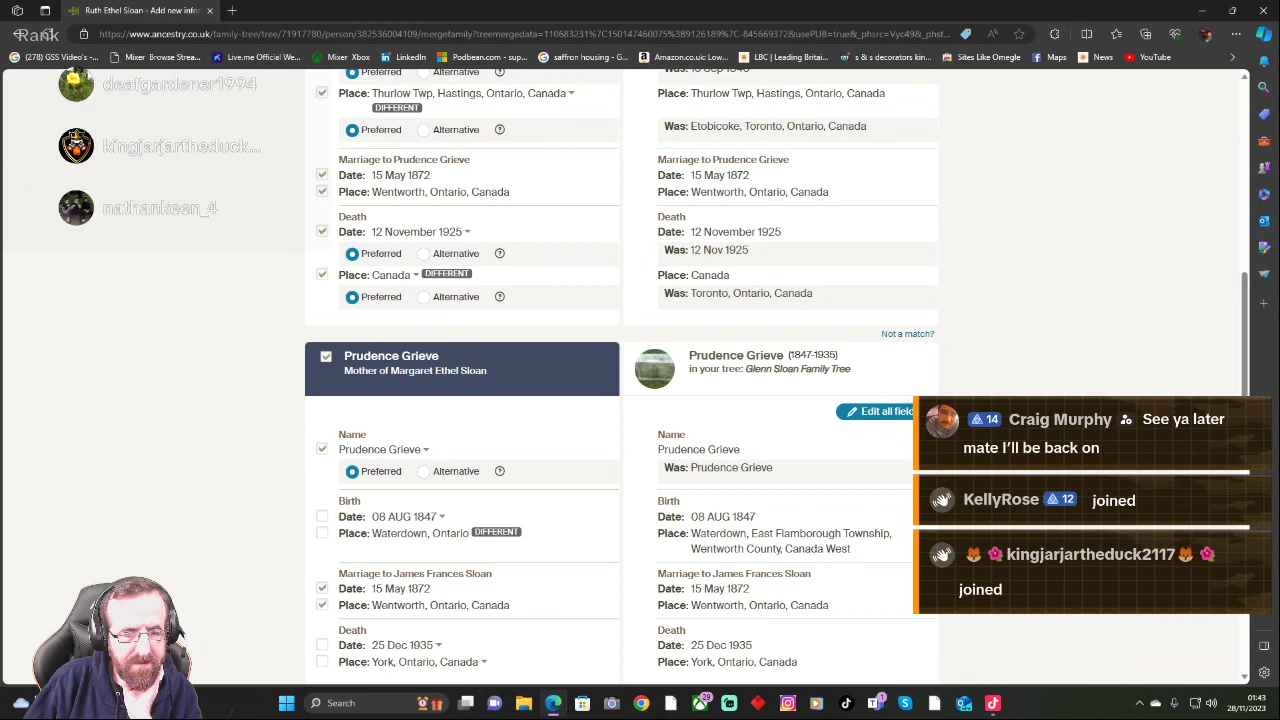 Ruth Ethel Sloan - Add new infor
Rank
https://www.ancestry.co.uk/family-tree/tree/71917780/person/382536004109/mergefamily?treemergedata=110683231%7C150147460075%389126189%7C-845669372&usePUB=true&_phsrc=Vyc49&_phst...
(278) GSS Video's -...
Mixer Browse Strea...
My Channel - sup...
Mixer Xbox
LinkedIn
Podbean.com - sup...
saffron housing - G...
Amazon.co.uk Low...
LBC | Leading Britai...
s & s decorators kin...
Sites Like Omegle
Maps
News
YouTube
deafgardener1994
kingjarjartheduck...
nathankeen_4
Preferred
Alternative
Place: Thurlow Twp, Hastings, Ontario, Canada
DIFFERENT
Preferred
Alternative
Place: Thurlow Twp, Hastings, Ontario, Canada
Was: Etobicoke, Toronto, Ontario, Canada
Marriage to Prudence Grieve
Date: 15 May 1872
Place: Wentworth, Ontario, Canada
Marriage to Prudence Grieve
Date: 15 May 1872
Place: Wentworth, Ontario, Canada
Death
Date: 12 November 1925
Preferred
Alternative
Place: Canada
DIFFERENT
Preferred
Alternative
Death
Date: 12 November 1925
Was: 12 Nov 1925
Place: Canada
Was: Toronto, Ontario, Canada
Not a match?
Prudence Grieve
Mother of Margaret Ethel Sloan
Prudence Grieve (1847-1935)
in your tree: Glenn Sloan Family Tree
Edit all field
Name
Prudence Grieve
Preferred
Alternative
Name
Prudence Grieve
Was: Prudence Grieve
Birth
Date: 08 AUG 1847
Place: Waterdown, Ontario
DIFFERENT
Birth
Date: 08 AUG 1847
Place: Waterdown, East Flamborough Township,
Wentworth County, Canada West
Marriage to James Frances Sloan
Date: 15 May 1872
Place: Wentworth, Ontario, Canada
Marriage to James Frances Sloan
Date: 15 May 1872
Place: Wentworth, Ontario, Canada
Death
Date: 25 Dec 1935
Place: York, Ontario, Canada
Death
Date: 25 Dec 1935
Place: York, Ontario, Canada
14 Craig Murphy See ya later
mate I'll be back on
KellyRose 12 joined
kingjarjartheduck2117
joined
Search
29
1
01:43
28/11/2023